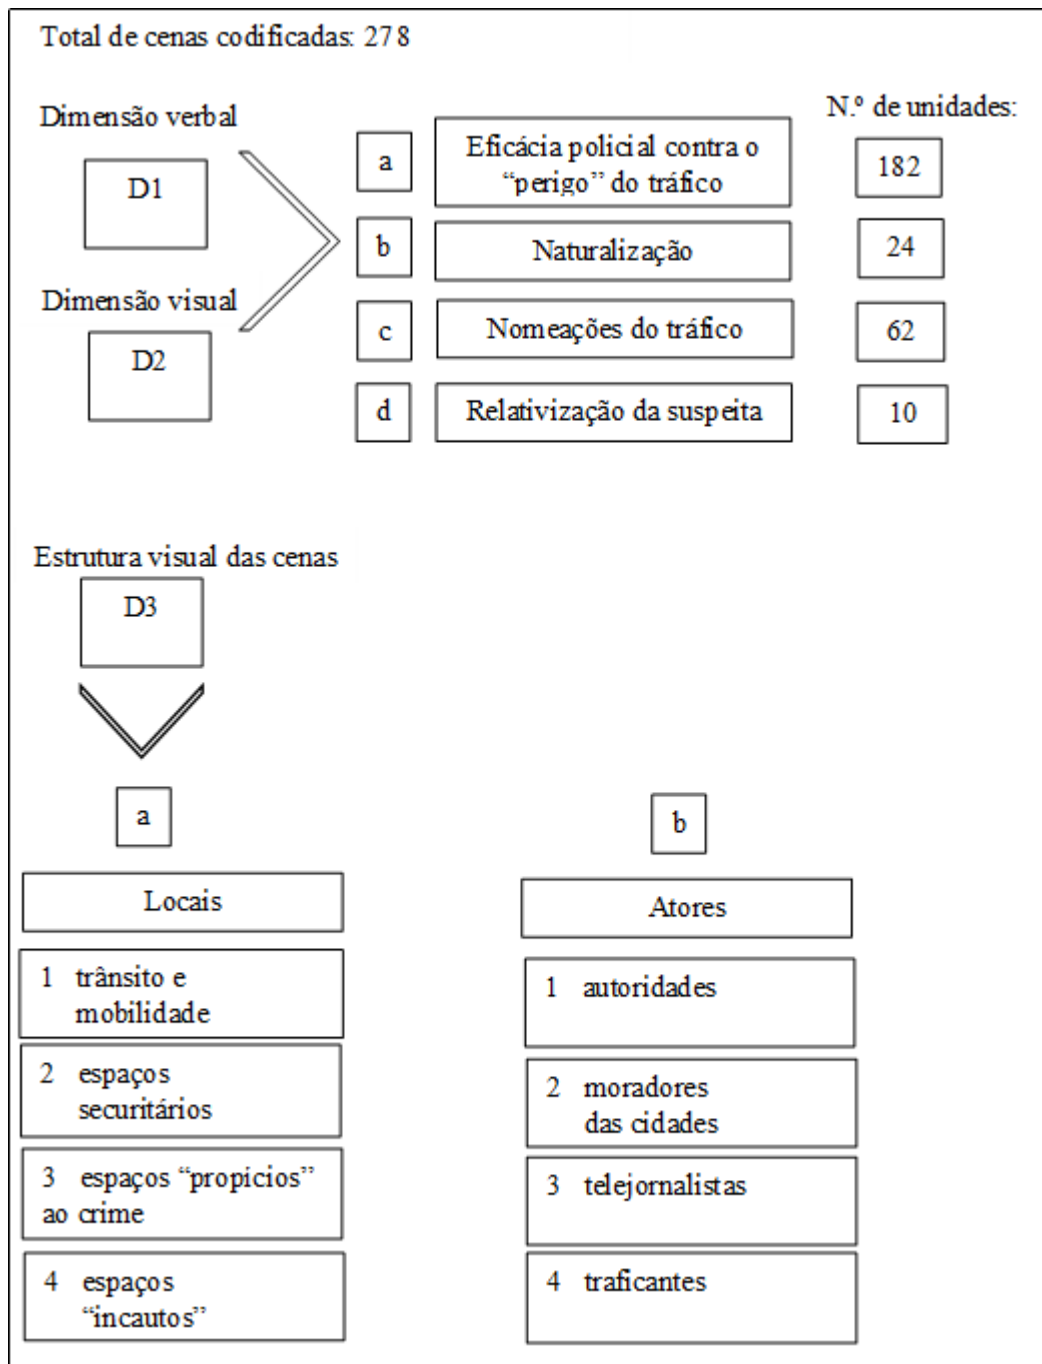 Total de cenas codificadas: 278
N.º de unidades:
Dimensão verbal
D1
a
Eficácia policial contra o
“perigo” do tráfico
182
b
Naturalização
24
Dimensão visual
D2
c
Nomeações do tráfico
62
d
Relativização da suspeita
10
Estrutura visual das cenas
D3
a
Locais
1 trânsito e
mobilidade
2 espaços
securitários
3 espaços “propícios”
ao crime
4 espaços
“incautos”
b
Atores
1 autoridades
2 moradores
das cidades
3 telejornalistas
4 traficantes